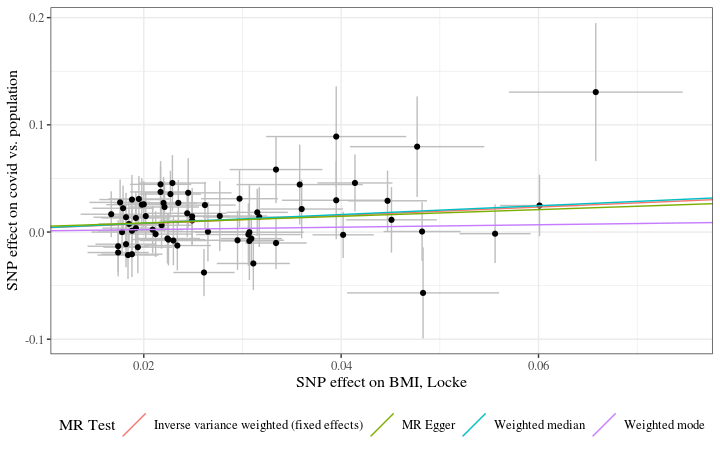 0.2
0.1
0.0
-0.1
SNP effect on covid vs. population
0.02 0.04 0.06
SNP effect on BMI, Locke
MR Test Inverse variance weighted (fixed effects) MR Egger Weighted median Weighted mode